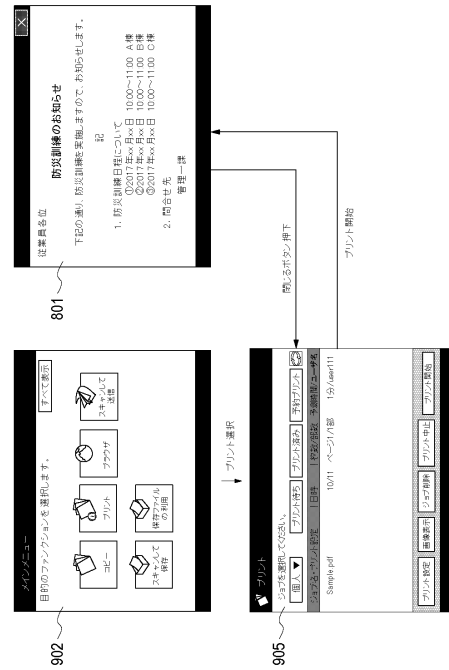 メインメニュー
目的のファンクションを選択します。
すべて表示
コピー
プリント
ブラウザ
スキャンして
送信
スキャンして
保存
保存ファイル
の利用
902
プリント選択
プリント
ジョブを選択してください。
個人▼
プリント待ち
プリント済み
予約プリント
日時
枚数/部数
予測時間/ユーザ名
Sample.pdf
10/11
ページ1/1部
1分/user111
プリント設定
画像表示
ジョブ削除
プリント中止
プリント開始
905
閉じるボタン押下
プリント開始
×
従業員各位
防災訓練のお知らせ
下記の通り、防災訓練を実施しますので、お知らせします。
記
1. 防災訓練日程について
①2017年xx月xx日 10:00～11:00 A棟
②2017年xx月xx日 10:00～11:00 B棟
③2017年xx月xx日 10:00～11:00 C棟
2. 問合せ先
管理一課
801